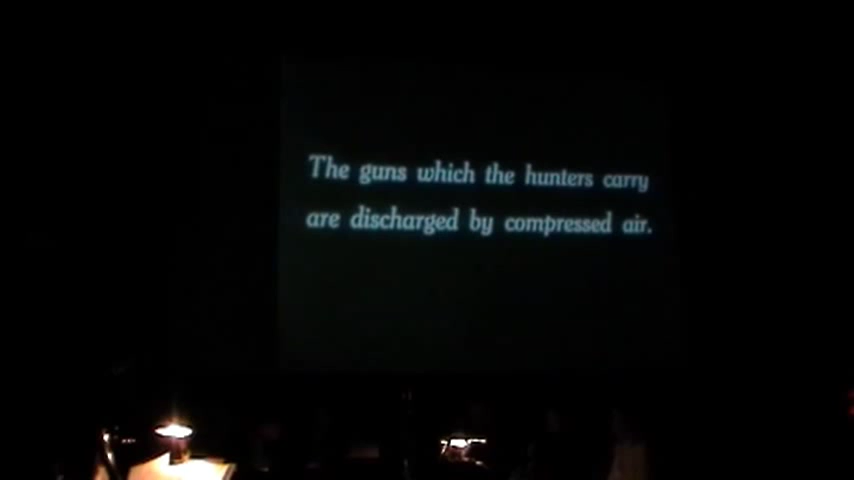 The guns which the hunters carry
are discharged by compressed air.